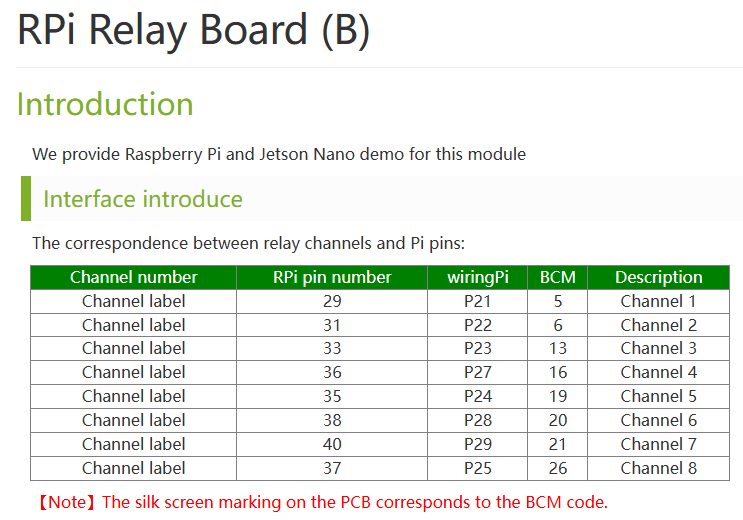 RPi Relay Board (B)
Introduction
We provide Raspberry Pi and Jetson Nano demo for this module
Interface introduce
The correspondence between relay channels and Pi pins:
Channel number RPi pin number wiringPi BCM Description
Channel label 29 P21 5 Channel 1
Channel label 31 P22 6 Channel 2
Channel label 33 P23 13 Channel 3
Channel label 36 P27 16 Channel 4
Channel label 35 P24 19 Channel 5
Channel label 38 P28 20 Channel 6
Channel label 40 P29 21 Channel 7
Channel label 37 P25 26 Channel 8
【Note】The silk screen marking on the PCB corresponds to the BCM code.